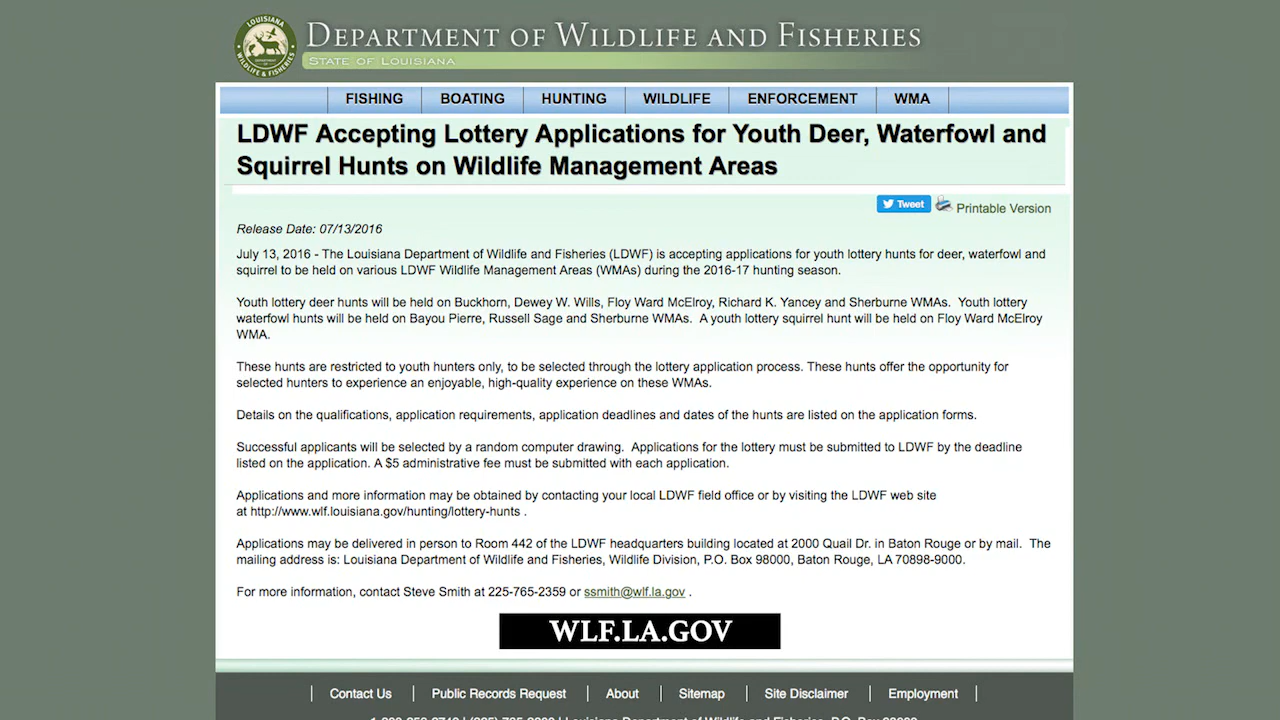 LOUISIANA
WILDLIFE & FISHERIES
DEPARTMENT OF WILDLIFE AND FISHERIES
STATE OF LOUISIANA
FISHING BOATING HUNTING WILDLIFE ENFORCEMENT WMA
LDWF Accepting Lottery Applications for Youth Deer, Waterfowl and
Squirrel Hunts on Wildlife Management Areas
Tweet Printable Version
Release Date: 07/13/2016
July 13, 2016 - The Louisiana Department of Wildlife and Fisheries (LDWF) is accepting applications for youth lottery hunts for deer, waterfowl and
squirrel to be held on various LDWF Wildlife Management Areas (WMAs) during the 2016-17 hunting season.
Youth lottery deer hunts will be held on Buckhorn, Dewey W. Wills, Floy Ward McElroy, Richard K. Yancey and Sherburne WMAs.  Youth lottery
waterfowl hunts will be held on Bayou Pierre, Russell Sage and Sherburne WMAs.  A youth lottery squirrel hunt will be held on Floy Ward McElroy
WMA.
These hunts are restricted to youth hunters only, to be selected through the lottery application process. These hunts offer the opportunity for
selected hunters to experience an enjoyable, high-quality experience on these WMAs.
Details on the qualifications, application requirements, application deadlines and dates of the hunts are listed on the application forms.
Successful applicants will be selected by a random computer drawing.  Applications for the lottery must be submitted to LDWF by the deadline
listed on the application. A $5 administrative fee must be submitted with each application.
Applications and more information may be obtained by contacting your local LDWF field office or by visiting the LDWF web site
at http://www.wlf.louisiana.gov/hunting/lottery-hunts .
Applications may be delivered in person to Room 442 of the LDWF headquarters building located at 2000 Quail Dr. in Baton Rouge or by mail.  The
mailing address is: Louisiana Department of Wildlife and Fisheries, Wildlife Division, P.O. Box 98000, Baton Rouge, LA 70898-9000.
For more information, contact Steve Smith at 225-765-2359 or ssmith@wlf.la.gov .
WLF.LA.GOV
Contact Us | Public Records Request | About | Sitemap | Site Disclaimer | Employment
Louisiana Department of Wildlife and Fisheries, P.O. Box